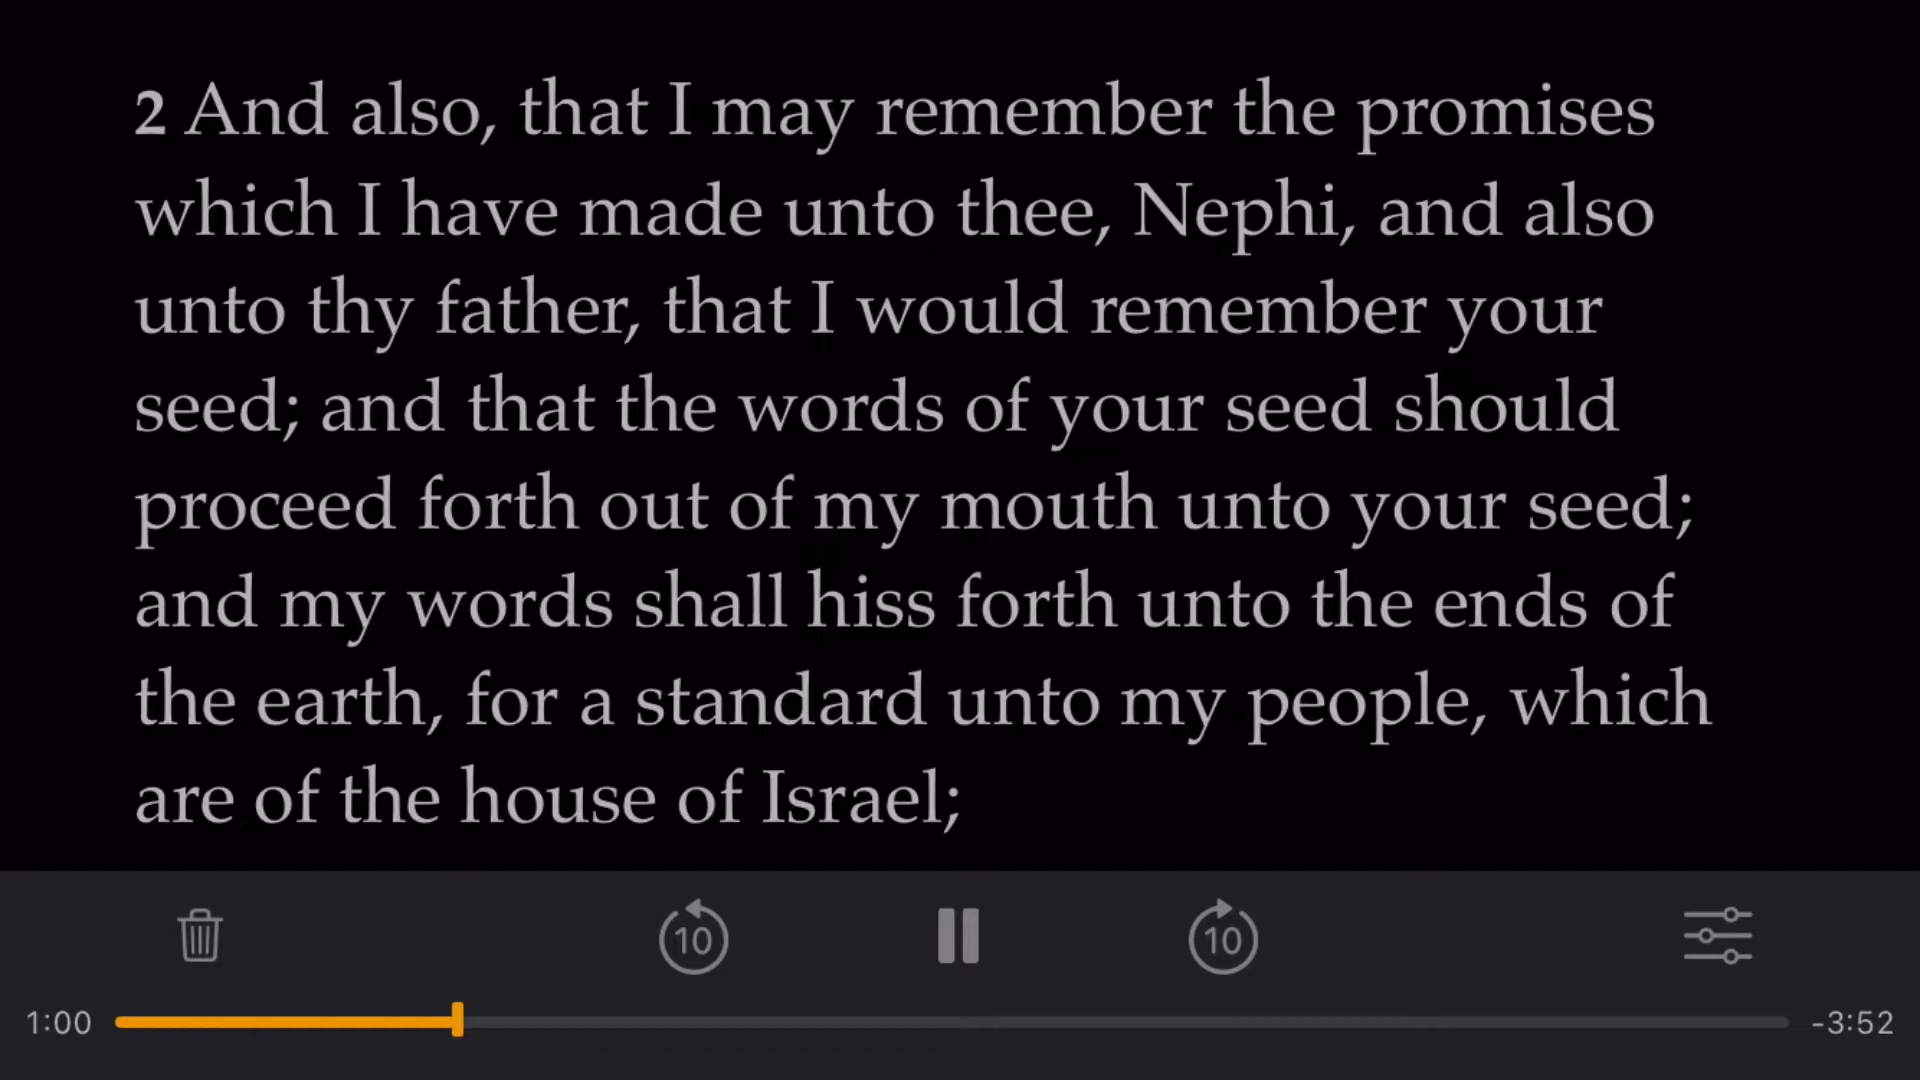 2 And also, that I may remember the promises
which I have made unto thee, Nephi, and also
unto thy father, that I would remember your
seed; and that the words of your seed should
proceed forth out of my mouth unto your seed;
and my words shall hiss forth unto the ends of
the earth, for a standard unto my people, which
are of the house of Israel;
10 10
1:00 -3:52